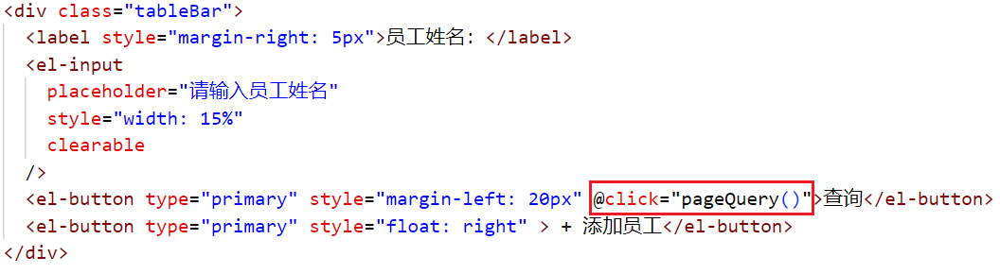 <div class="tableBar">
<label style="margin-right: 5px">员工姓名：</label>
<el-input
placeholder="请输入员工姓名"
style="width: 15%"
clearable
/>
<el-button type="primary" style="margin-left: 20px" @click="pageQuery()">查询</el-button>
<el-button type="primary" style="float: right" > + 添加员工</el-button>
</div>